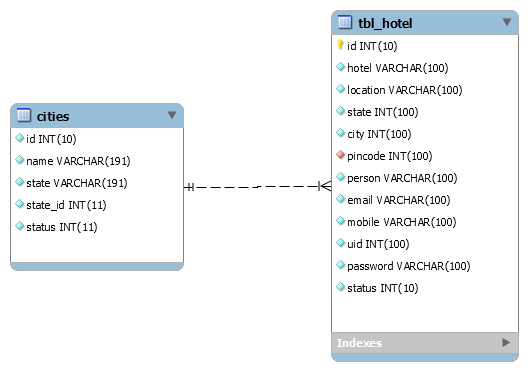 cities
id INT(10)
name VARCHAR(191)
state VARCHAR(191)
state_id INT(11)
status INT(11)
tbl_hotel
id INT(10)
hotel VARCHAR(100)
location VARCHAR(100)
state INT(100)
city INT(100)
pincode INT(100)
person VARCHAR(100)
email VARCHAR(100)
mobile VARCHAR(100)
uid INT(100)
password VARCHAR(100)
status INT(10)
Indexes